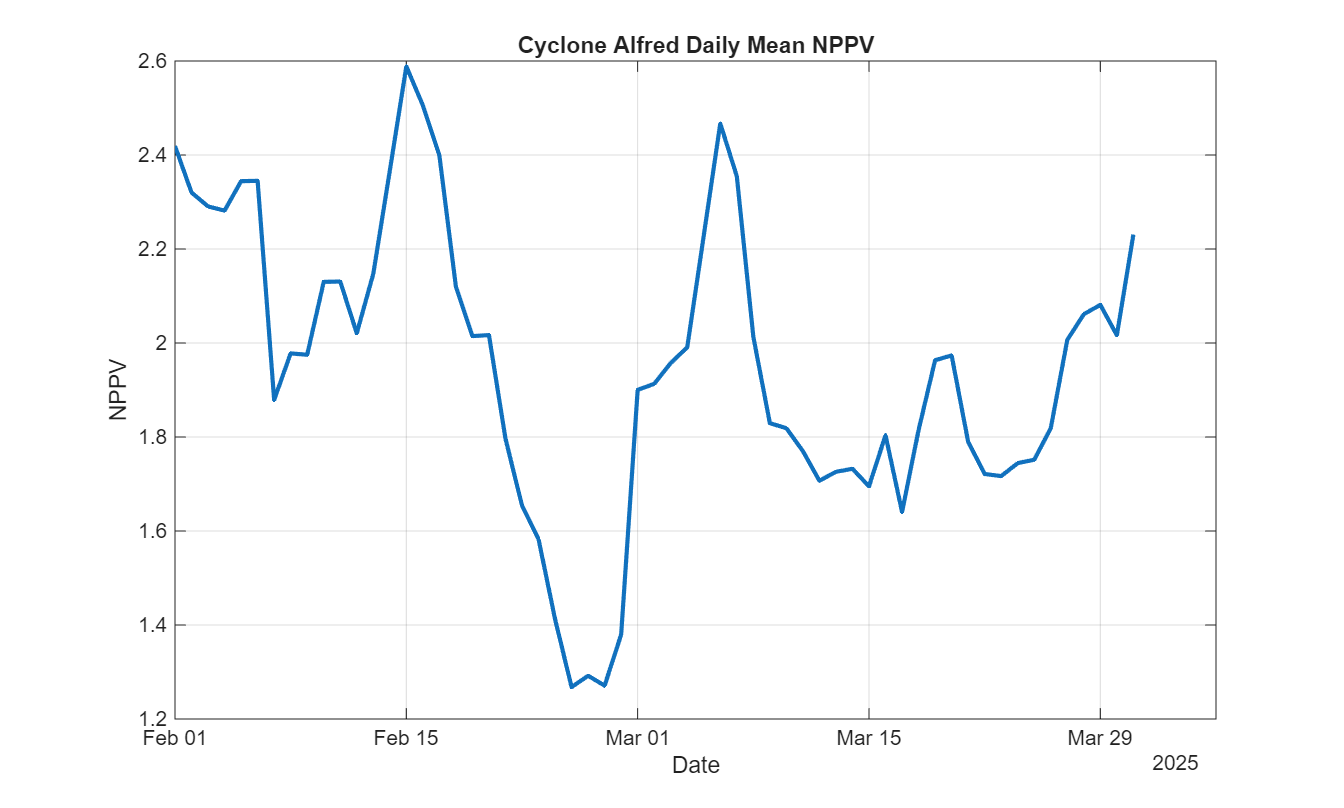 Cyclone Alfred Daily Mean NPPV
2.6
2.4
2.2
2
1.8
1.6
1.4
1.2
NPPV
Feb 01
Feb 15
Mar 01
Mar 15
Mar 29
Date
2025